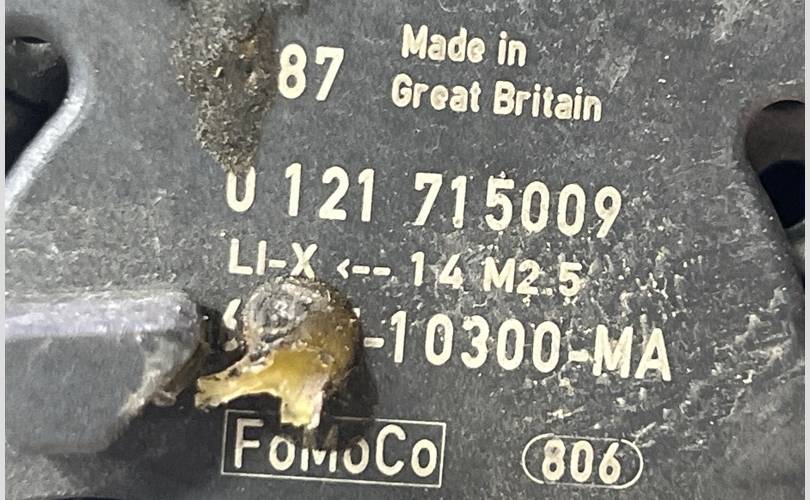 87 Made in
Great Britain
0 121 715009
LI-X <-- 14 M2.5
-10300-MA
FoMoCo 806